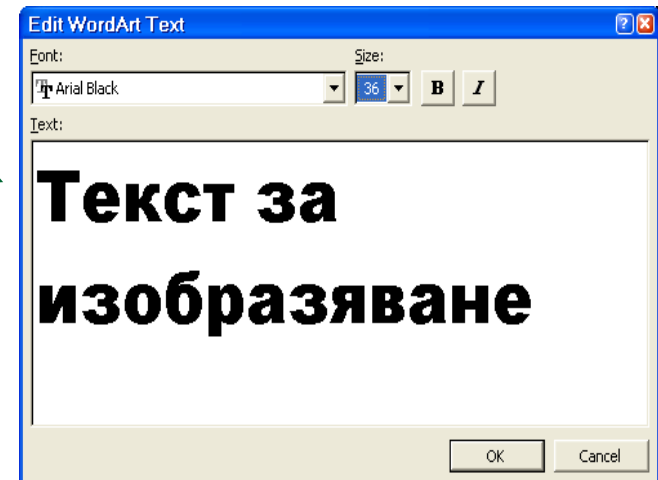 Edit WordArt Text
Font:
Size:
Arial Black
36
B
I
Text:
Текст за
изобразяване
OK
Cancel